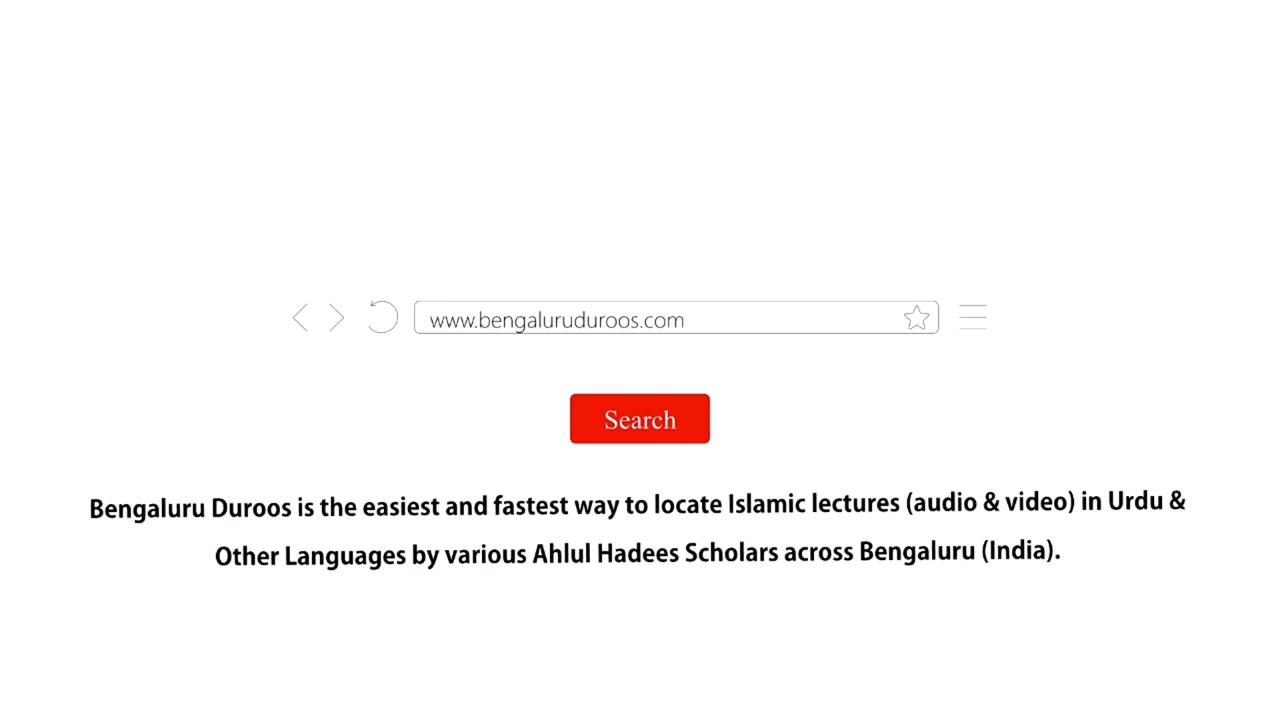 www.bengaluruduroos.com
Search
Bengaluru Duroos is the easiest and fastest way to locate Islamic lectures (audio & video) in Urdu &
Other Languages by various Ahlul Hadees Scholars across Bengaluru (India).